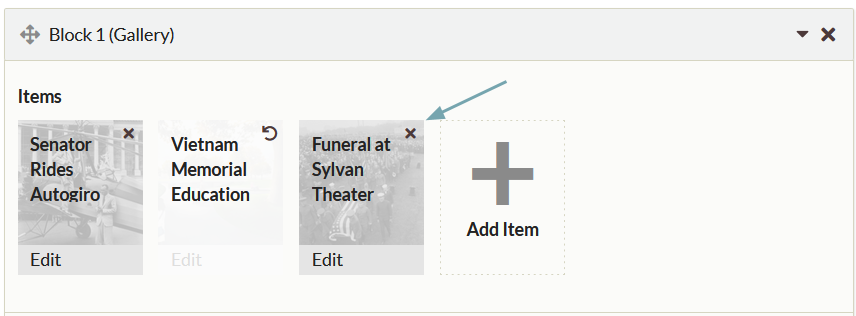 Block 1 (Gallery)
Items
Senator
Rides
Autogiro
Edit
Vietnam
Memorial
Education
Edit
Funeral at
Sylvan
Theater
Edit
Add Item